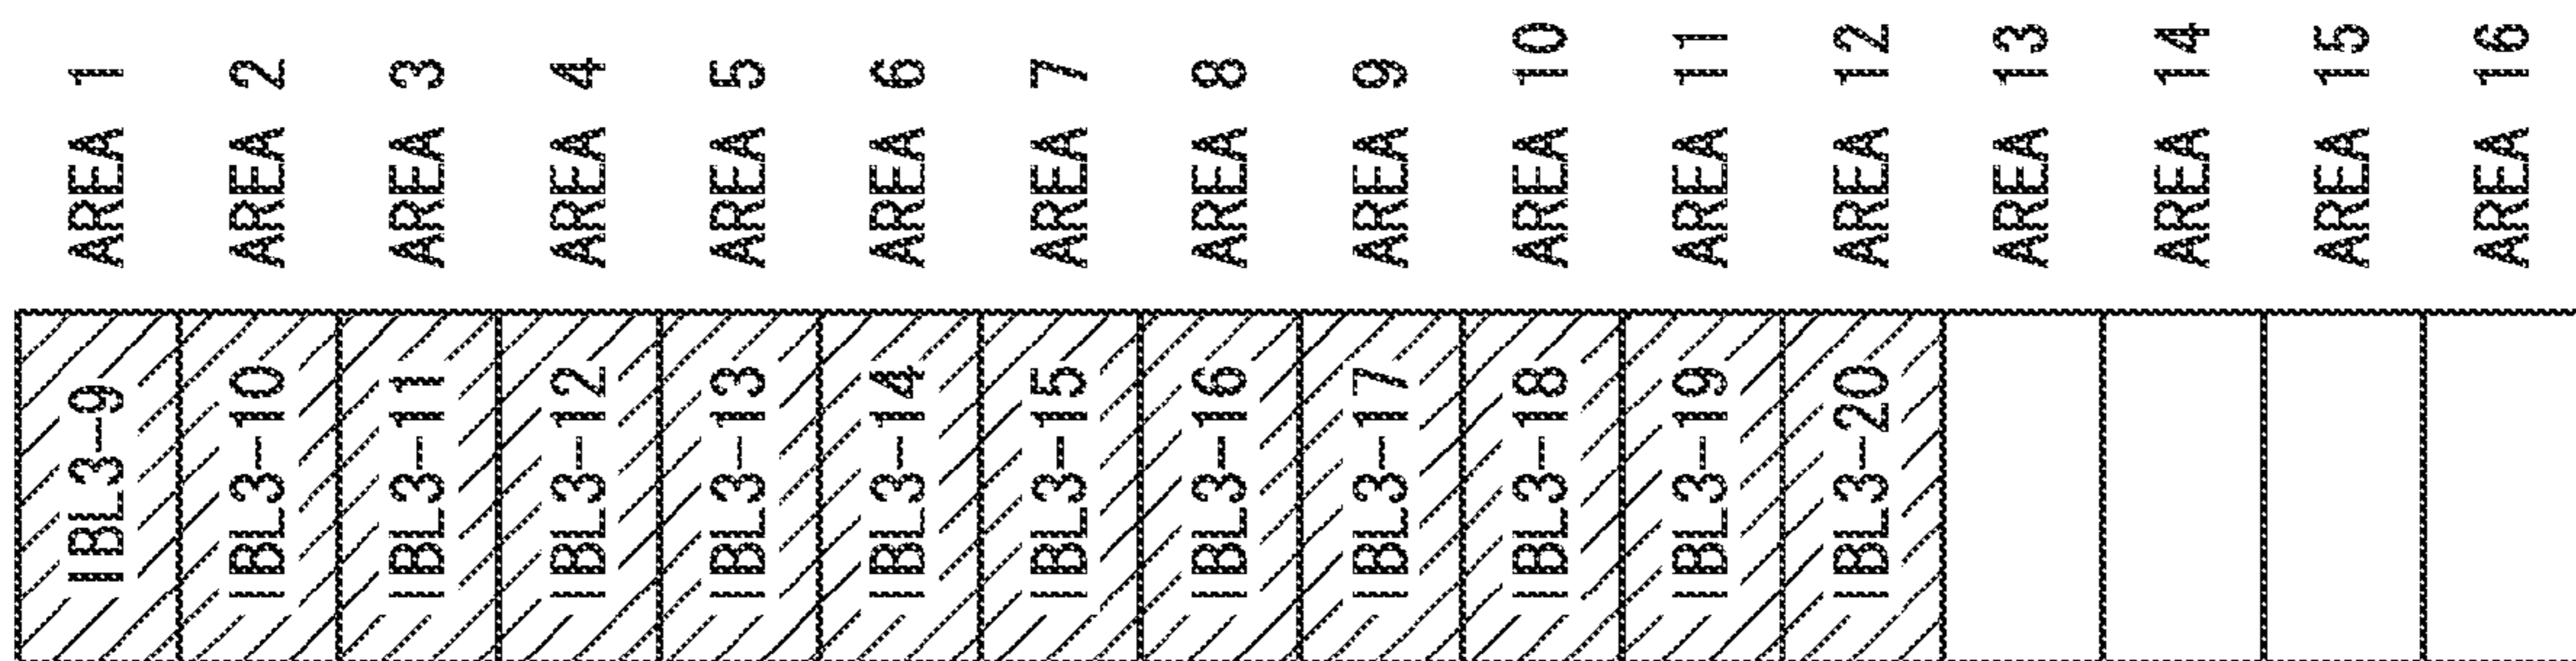 AREA 1
AREA 2
AREA 3
AREA 4
AREA 5
AREA 6
AREA 7
AREA 8
AREA 9
AREA 10
AREA 11
AREA 12
AREA 13
AREA 14
AREA 15
AREA 16
IBL3-9
IBL3-10
IBL3-11
IBL3-12
IBL3-13
IBL3-14
IBL3-15
IBL3-16
IBL3-17
IBL3-18
IBL3-19
IBL3-20